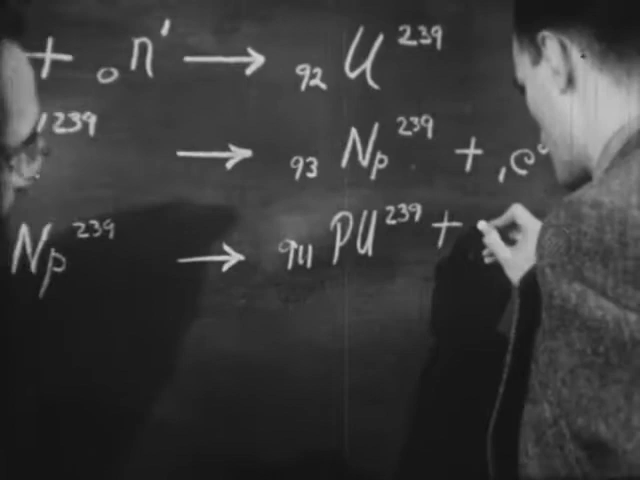 + ₀n¹ → ₉₂U²³⁹
²³⁹ → ₉₃Np²³⁹ + ₁e⁰
Np²³⁹ → ₉₄PU²³⁹ +